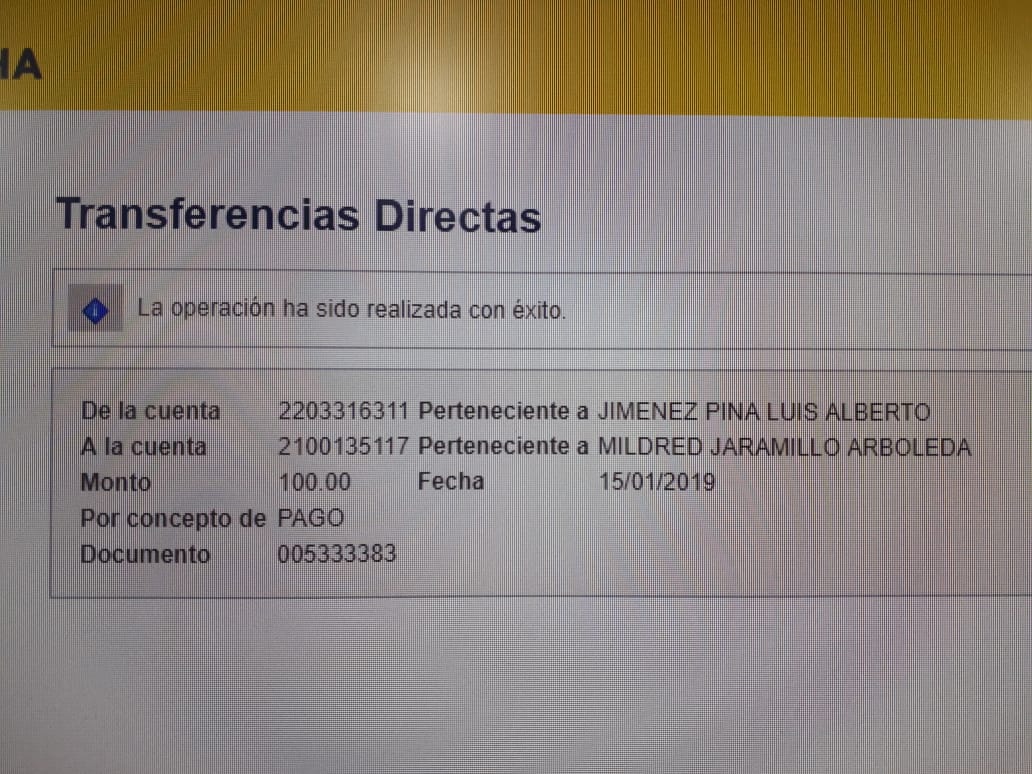 HA
Transferencias Directas
La operación ha sido realizada con éxito.
De la cuenta 2203316311 Perteneciente a JIMENEZ PINA LUIS ALBERTO
A la cuenta 2100135117 Perteneciente a MILDRED JARAMILLO ARBOLEDA
Monto 100.00 Fecha 15/01/2019
Por concepto de PAGO
Documento 005333383